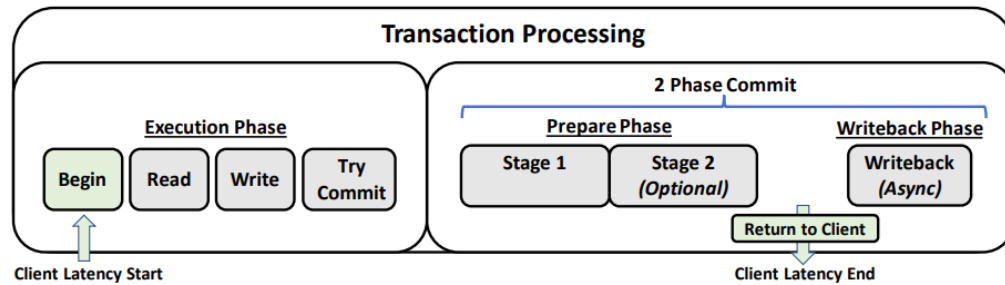 Transaction Processing
2 Phase Commit
Execution Phase
Prepare Phase
Writeback Phase
Begin
Read
Write
Try
Commit
Stage 1
Stage 2
(Optional)
Writeback
(Async)
Return to Client
Client Latency Start
Client Latency End